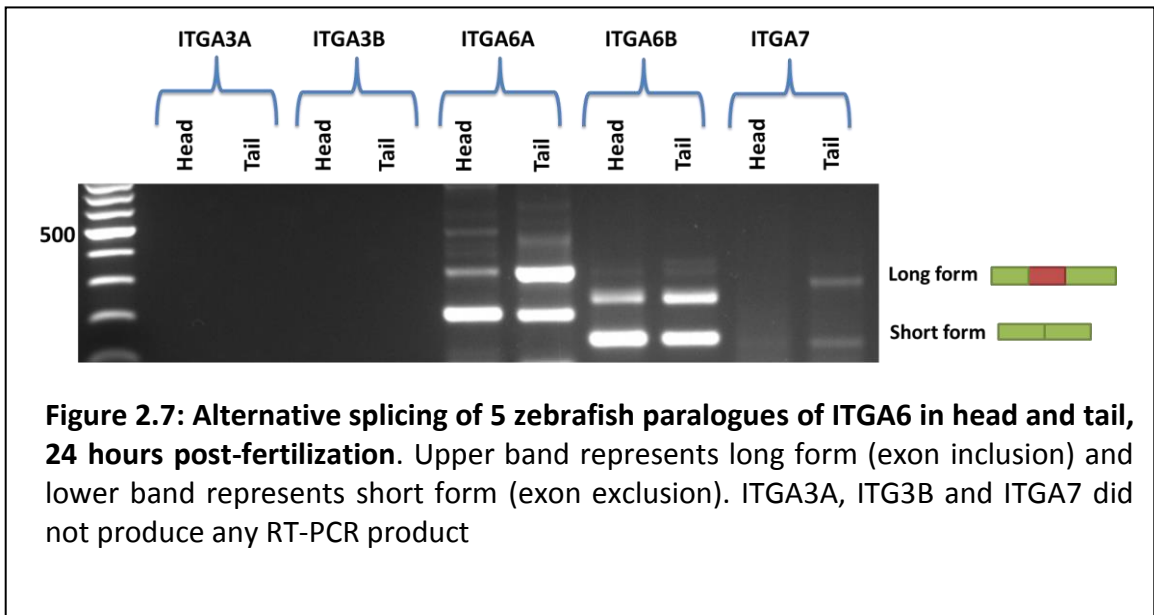 ITGA3A ITGA3B ITGA6A ITGA6B ITGA7
Head Tail Head Tail Head Tail Head Tail Head Tail
500
Long form
Short form
Figure 2.7: Alternative splicing of 5 zebrafish paralogues of ITGA6 in head and tail,
24 hours post-fertilization. Upper band represents long form (exon inclusion) and
lower band represents short form (exon exclusion). ITGA3A, ITG3B and ITGA7 did
not produce any RT-PCR product